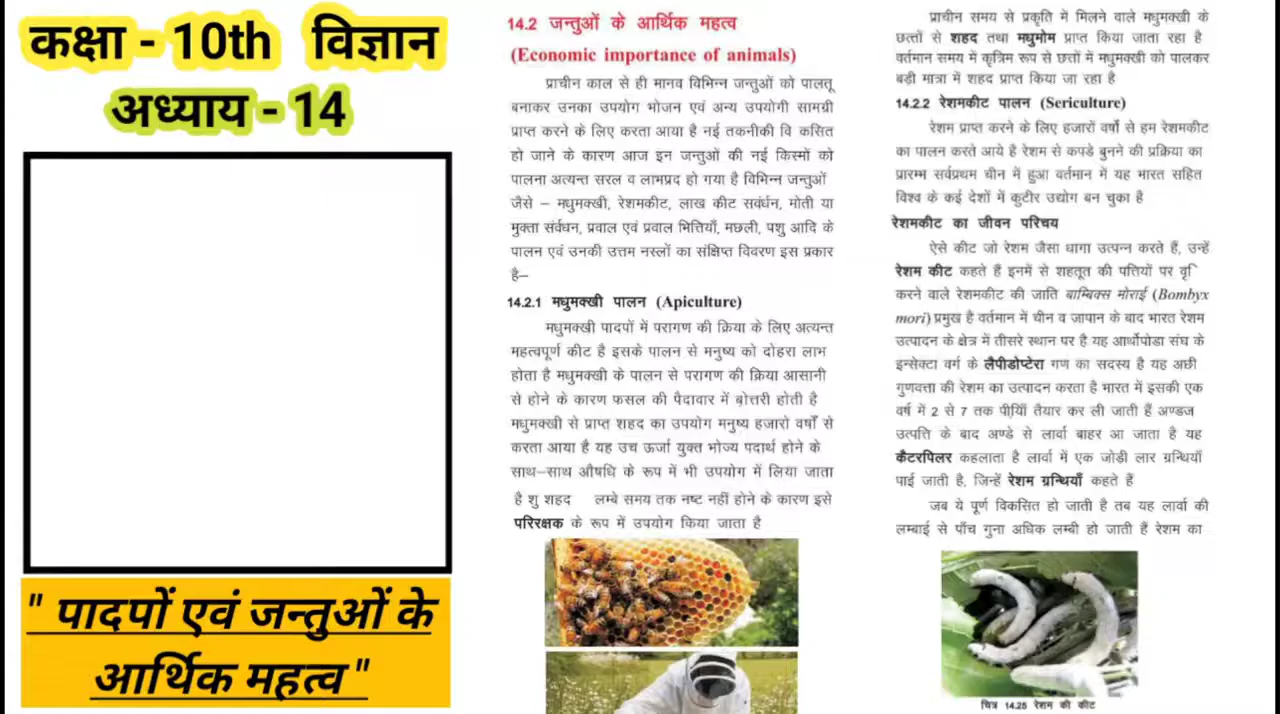 कक्षा - 10th विज्ञान
अध्याय - 14
" पादपों एवं जन्तुओं के
आर्थिक महत्व "
14.2 जन्तुओं के आर्थिक महत्व
(Economic importance of animals)
प्राचीन काल से ही मानव विभिन्न जन्तुओं को पालतू
बनाकर उनका उपयोग भोजन एवं अन्य उपयोगी सामग्री
प्राप्त करने के लिए करता आया है नई तकनीकी वि कसित
हो जाने के कारण आज इन जन्तुओं की नई किस्मों को
पालना अत्यन्त सरल व लाभप्रद हो गया है विभिन्न जन्तुओं
जैसे – मधुमक्खी, रेशमकीट, लाख कीट सवंर्धन, मोती या
मुक्ता संर्वधन, प्रवाल एवं प्रवाल भित्तियाँ, मछली, पशु आदि के
पालन एवं उनकी उत्तम नस्लों का संक्षिप्त विवरण इस प्रकार
है–
14.2.1 मधुमक्खी पालन (Apiculture)
मधुमक्खी पादपों में परागण की क्रिया के लिए अत्यन्त
महत्वपूर्ण कीट है इसके पालन से मनुष्य को दोहरा लाभ
होता है मधुमक्खी के पालन से परागण की क्रिया आसानी
से होने के कारण फसल की पैदावार में बो़त्तरी होती है
मधुमक्खी से प्राप्त शहद का उपयोग मनुष्य हजारो वर्षों से
करता आया है यह उच ऊर्जा युक्त भोज्य पदार्थ होने के
साथ–साथ औषधि के रूप में भी उपयोग में लिया जाता
है शु शहद लम्बे समय तक नष्ट नहीं होने के कारण इसे
परिरक्षक के रूप में उपयोग किया जाता है
प्राचीन समय से प्रकृति में मिलने वाले मधुमक्खी के
छत्तों से शहद तथा मधुमोम प्राप्त किया जाता रहा है
वर्तमान समय में कृत्रिम रूप से छत्तों में मधुमक्खी को पालकर
बड़ी मात्रा में शहद प्राप्त किया जा रहा है
14.2.2 रेशमकीट पालन (Sericulture)
रेशम प्राप्त करने के लिए हजारों वर्षों से हम रेशमकीट
का पालन करते आये है रेशम से कपडे बुनने की प्रक्रिया का
प्रारम्भ सर्वप्रथम चीन में हुआ वर्तमान में यह भारत सहित
विश्व के कई देशों में कुटीर उद्योग बन चुका है
रेशमकीट का जीवन परिचय
ऐसे कीट जो रेशम जैसा धागा उत्पन्न करते हैं, उन्हें
रेशम कीट कहते हैं इनमें से शहतूत की पत्तियों पर वृ
करने वाले रेशमकीट की जाति बाम्बिक्स मोराई (Bombyx
mori) प्रमुख है वर्तमान में चीन व जापान के बाद भारत रेशम
उत्पादन के क्षेत्र में तीसरे स्थान पर है यह आर्थोपोडा संघ के
इन्सेक्टा वर्ग के लैपीडोप्टेरा गण का सदस्य है यह अछी
गुणवत्ता की रेशम का उत्पादन करता है भारत में इसकी एक
वर्ष में 2 से 7 तक तैयार कर ली जाती हैं अण्डज
उत्पत्ति के बाद अण्डे से लार्वा बाहर आ जाता है यह
कैटरपिलर कहलाता है लार्वा में एक जोड़ी लार ग्रन्थियाँ
पाई जाती है, जिन्हें रेशम ग्रन्थियाँ कहते हैं
जब ये पूर्ण विकसित हो जाती है तब यह लार्वा की
लम्बाई से पाँच गुना अधिक लम्बी हो जाती हैं रेशम का
चित्र 14.25 रेशम की कीट